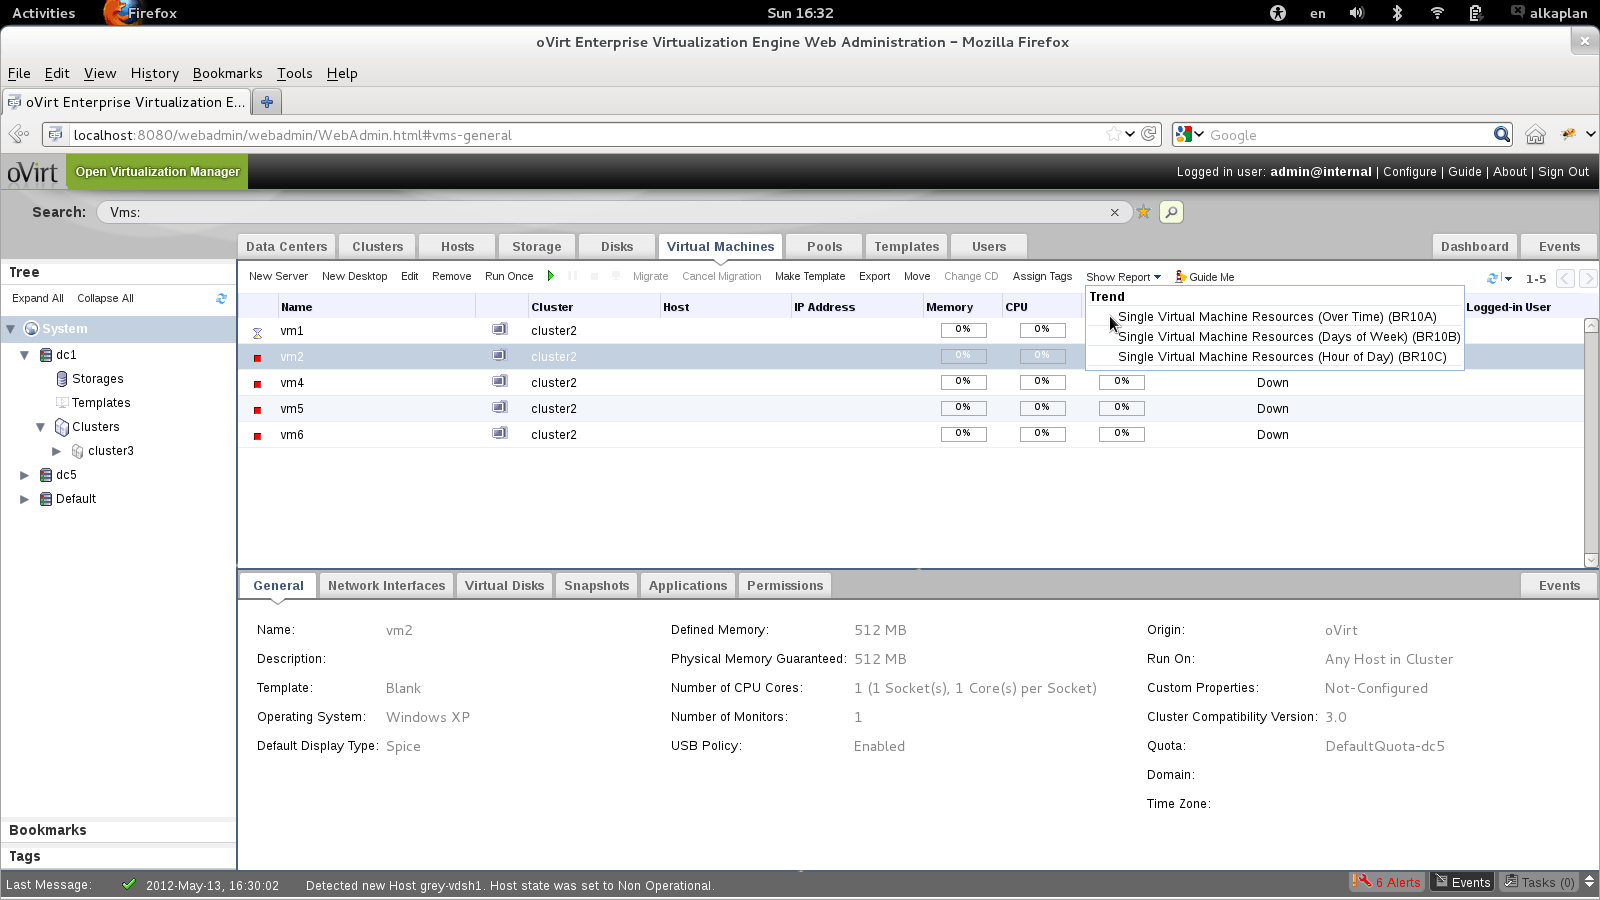 Activities Firefox Sun 16:32 en alkaplan
oVirt Enterprise Virtualization Engine Web Administration - Mozilla Firefox
File Edit View History Bookmarks Tools Help
oVirt Enterprise Virtualization E...
localhost:8080/webadmin/webadmin/WebAdmin.html#vms-general Google
oVirt Open Virtualization Manager Logged in user: admin@internal | Configure | Guide | About | Sign Out
Search: Vms:
Data Centers Clusters Hosts Storage Disks Virtual Machines Pools Templates Users Dashboard Events
Tree
Expand All Collapse All
System
dc1
Storages
Templates
Clusters
cluster3
dc5
Default
Bookmarks
Tags
New Server New Desktop Edit Remove Run Once Migrate Cancel Migration Make Template Export Move Change CD Assign Tags Show Report Guide Me 1-5
Name Cluster Host IP Address Memory CPU Logged-in User
Trend
Single Virtual Machine Resources (Over Time) (BR10A)
Single Virtual Machine Resources (Days of Week) (BR10B)
Single Virtual Machine Resources (Hour of Day) (BR10C)
vm1 cluster2 0% 0%
vm2 cluster2 0% 0%
vm4 cluster2 0% 0% 0% Down
vm5 cluster2 0% 0% 0% Down
vm6 cluster2 0% 0% 0% Down
General Network Interfaces Virtual Disks Snapshots Applications Permissions Events
Name: vm2 Defined Memory: 512 MB Origin: oVirt
Description: Physical Memory Guaranteed: 512 MB Run On: Any Host in Cluster
Template: Blank Number of CPU Cores: 1 (1 Socket(s), 1 Core(s) per Socket) Custom Properties: Not-Configured
Operating System: Windows XP Number of Monitors: 1 Cluster Compatibility Version: 3.0
Default Display Type: Spice USB Policy: Enabled Quota: DefaultQuota-dc5
Domain:
Time Zone:
Last Message: 2012-May-13, 16:30:02 Detected new Host grey-vdsh1. Host state was set to Non Operational. 6 Alerts Events Tasks (0)